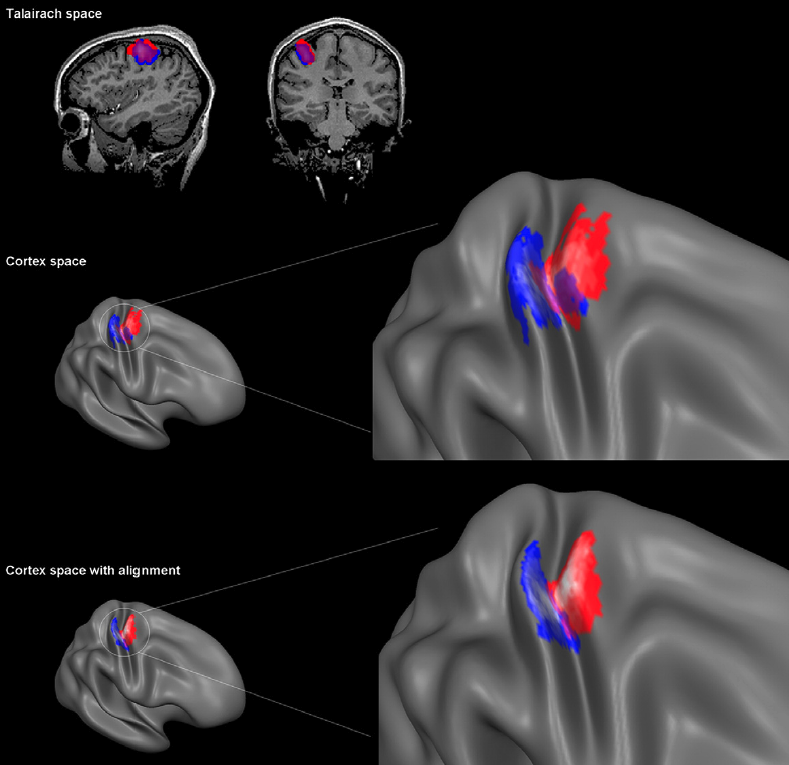 Talairach space
Cortex space
Cortex space with alignment